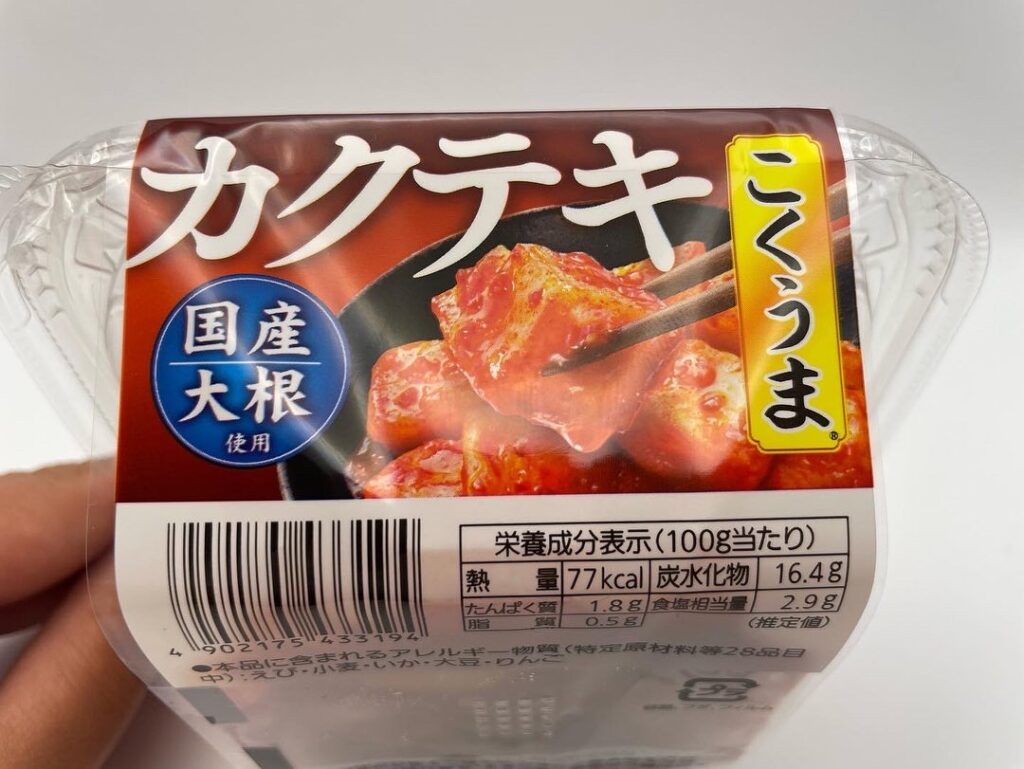 カクテキ
こくうま®
国産
大根
使用
栄養成分表示(100g当たり)
熱量 77kcal 炭水化物 16.4g
たんぱく質 1.8g 食塩相当量 2.9g
脂質 0.5g (推定値)
4 902175 433194
●本品に含まれるアレルギー物質(特定原材料等28品目
中):えび・小麦・いか・大豆・りんご
プラ